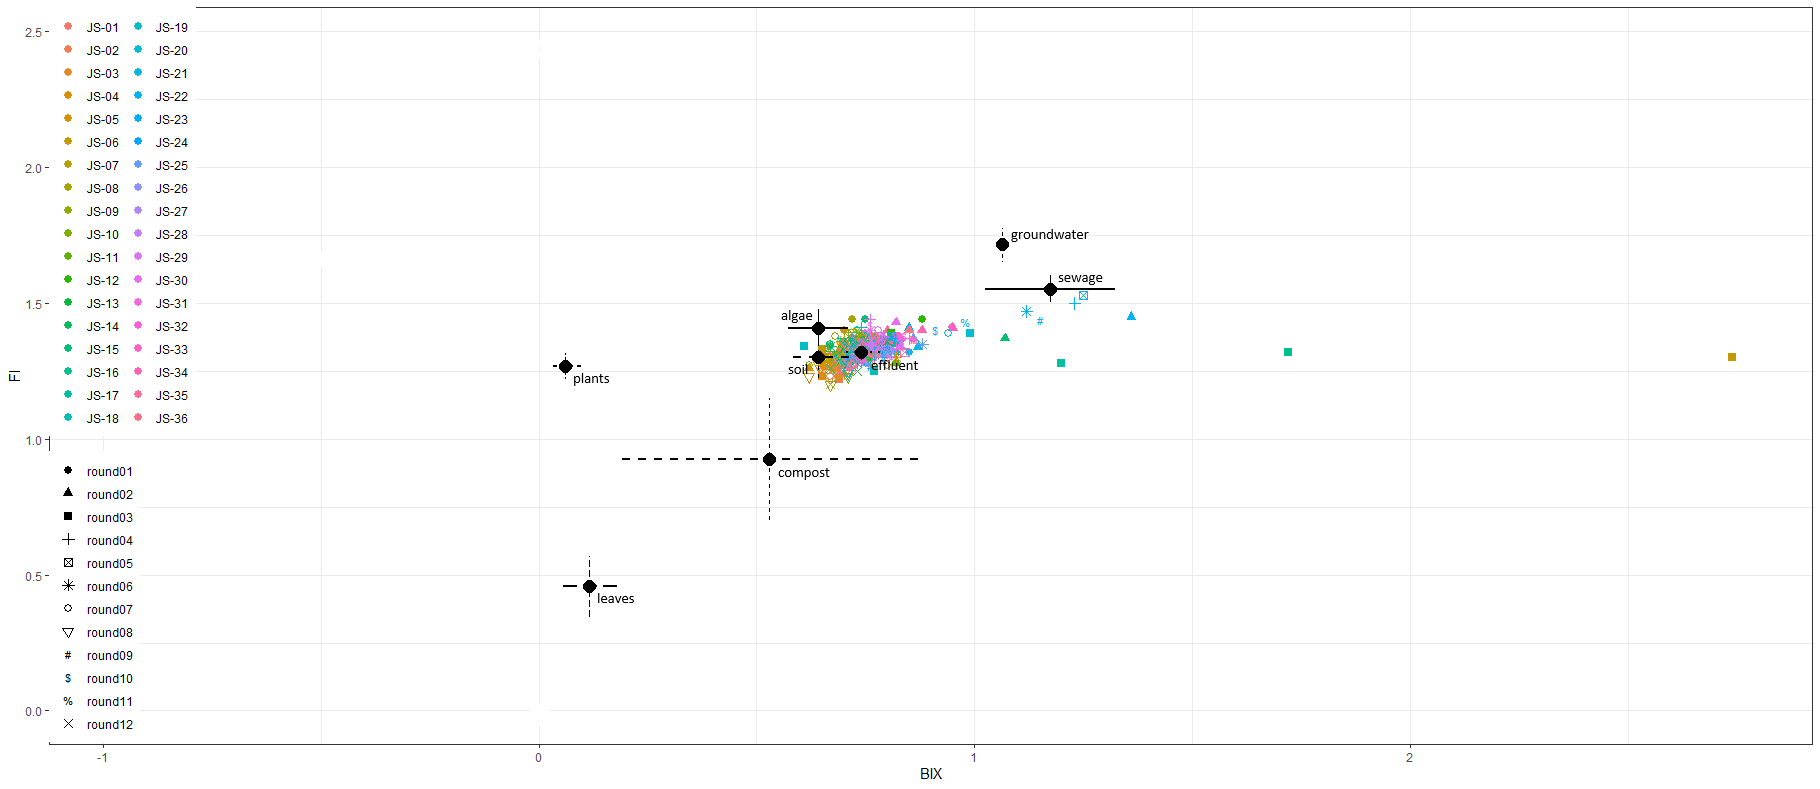 JS-01 JS-19
JS-02 JS-20
JS-03 JS-21
JS-04 JS-22
JS-05 JS-23
JS-06 JS-24
JS-07 JS-25
JS-08 JS-26
JS-09 JS-27
JS-10 JS-28
JS-11 JS-29
JS-12 JS-30
JS-13 JS-31
JS-14 JS-32
JS-15 JS-33
JS-16 JS-34
JS-17 JS-35
JS-18 JS-36
round01
round02
round03
round04
round05
round06
round07
round08
# round09
$ round10
% round11
round12
2.5
2.0
1.5
1.0
0.5
0.0
FI
groundwater
sewage
algae
#
$
%
soil
effluent
plants
compost
leaves
-1 0 1 2
BIX